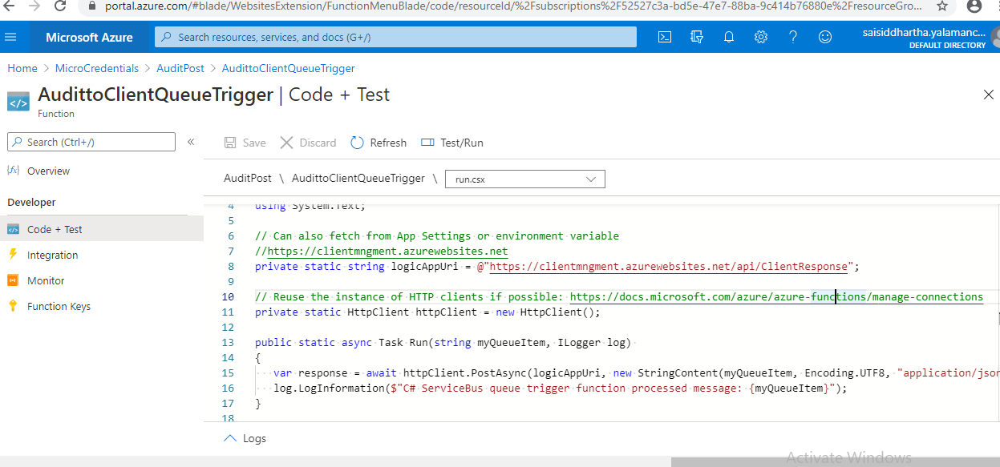 portal.azure.com/#blade/WebsitesExtension/FunctionMenuBlade/code/resourceId/%2Fsubscriptions%2F52527c3a-bd5e-47e7-88ba-9c414b76880e%2FresourceGro...
Microsoft Azure
Search resources, services, and docs (G+/)
saisiddhartha.yalamanc...
DEFAULT DIRECTORY
Home > MicroCredentials > AuditPost > AudittoClientQueueTrigger
AudittoClientQueueTrigger | Code + Test
Function
Search (Ctrl+/)
«
Save
Discard
Refresh
Test/Run
Overview
Developer
Code + Test
Integration
Monitor
Function Keys
AuditPost \ AudittoClientQueueTrigger \ run.csx
4 using System.Text;
5
6 // Can also fetch from App Settings or environment variable
7 //https://clientmngment.azurewebsites.net
8 private static string logicAppUri = @"https://clientmngment.azurewebsites.net/api/ClientResponse";
9
10 // Reuse the instance of HTTP clients if possible: https://docs.microsoft.com/azure/azure-functions/manage-connections
11 private static HttpClient httpClient = new HttpClient();
12
13 public static async Task Run(string myQueueItem, ILogger log)
14 {
15 var response = await httpClient.PostAsync(logicAppUri, new StringContent(myQueueItem, Encoding.UTF8, "application/json
16 log.LogInformation($"C# ServiceBus queue trigger function processed message: {myQueueItem}");
17 }
18
Logs
Activate Windows